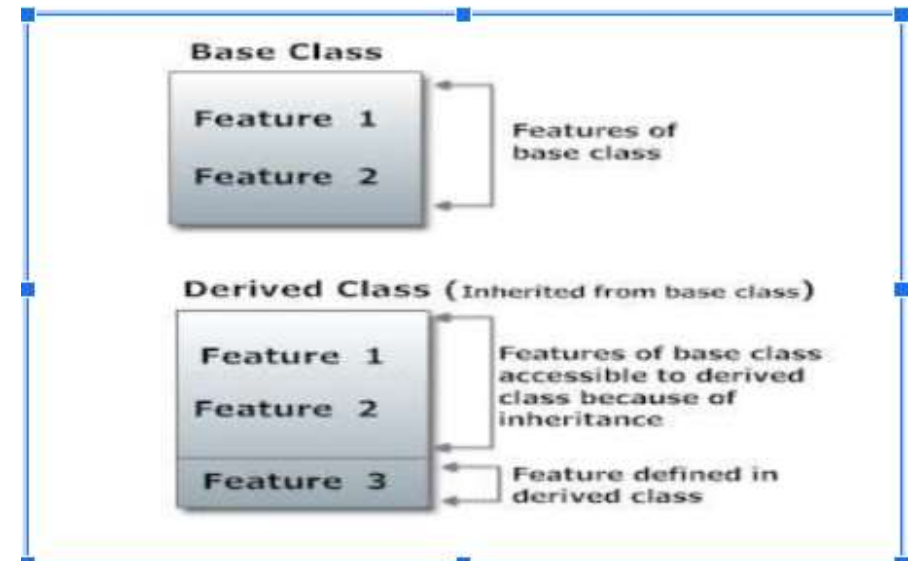 Base Class
Feature 1
Feature 2
Features of
base class
Derived Class (Inherited from base class)
Feature 1
Feature 2
Feature 3
Features of base class
accessible to derived
class because of
inheritance
Feature defined in
derived class